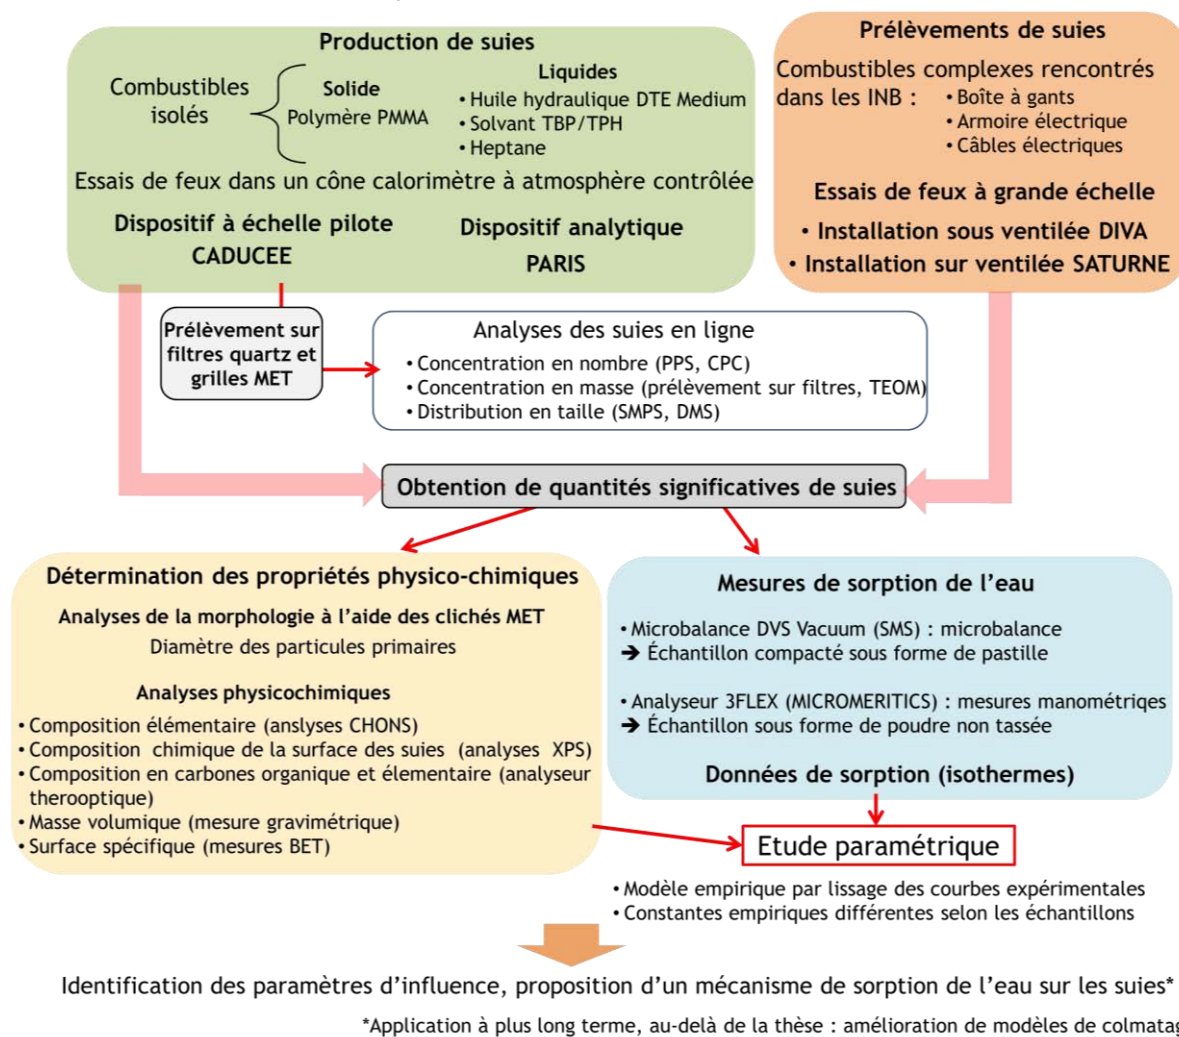 Production de suies
Combustibles
isolés
Solide
Polymère PMMA
Liquides
• Huile hydraulique DTE Medium
• Solvant TBP/TPH
• Heptane
Essais de feux dans un cône calorimètre à atmosphère contrôlée
Dispositif à échelle pilote
CADUCEE
Dispositif analytique
PARIS
Prélèvements de suies
Combustibles complexes rencontrés
dans les INB :
• Boîte à gants
• Armoire électrique
• Câbles électriques
Essais de feux à grande échelle
• Installation sous ventilée DIVA
• Installation sur ventilée SATURNE
Prélèvement sur
filtres quartz et
grilles MET
Analyses des suies en ligne
• Concentration en nombre (PPS, CPC)
• Concentration en masse (prélèvement sur filtres, TEOM)
• Distribution en taille (SMPS, DMS)
Obtention de quantités significatives de suies
Détermination des propriétés physico-chimiques
Analyses de la morphologie à l'aide des clichés MET
Diamètre des particules primaires
Analyses physicochimiques
• Composition élémentaire (anslyses CHONS)
• Composition chimique de la surface des suies (analyses XPS)
• Composition en carbones organique et élementaire (analyseur
therooptique)
• Masse volumique (mesure gravimétrique)
• Surface spécifique (mesures BET)
Mesures de sorption de l'eau
• Microbalance DVS Vacuum (SMS) : microbalance
➔ Échantillon compacté sous forme de pastille
• Analyseur 3FLEX (MICROMERITICS) : mesures manométriqes
➔ Échantillon sous forme de poudre non tassée
Données de sorption (isothermes)
Etude paramétrique
• Modèle empirique par lissage des courbes expérimentales
• Constantes empiriques différentes selon les échantillons
Identification des paramètres d'influence, proposition d'un mécanisme de sorption de l'eau sur les suies*
*Application à plus long terme, au-delà de la thèse : amélioration de modèles de colmatag